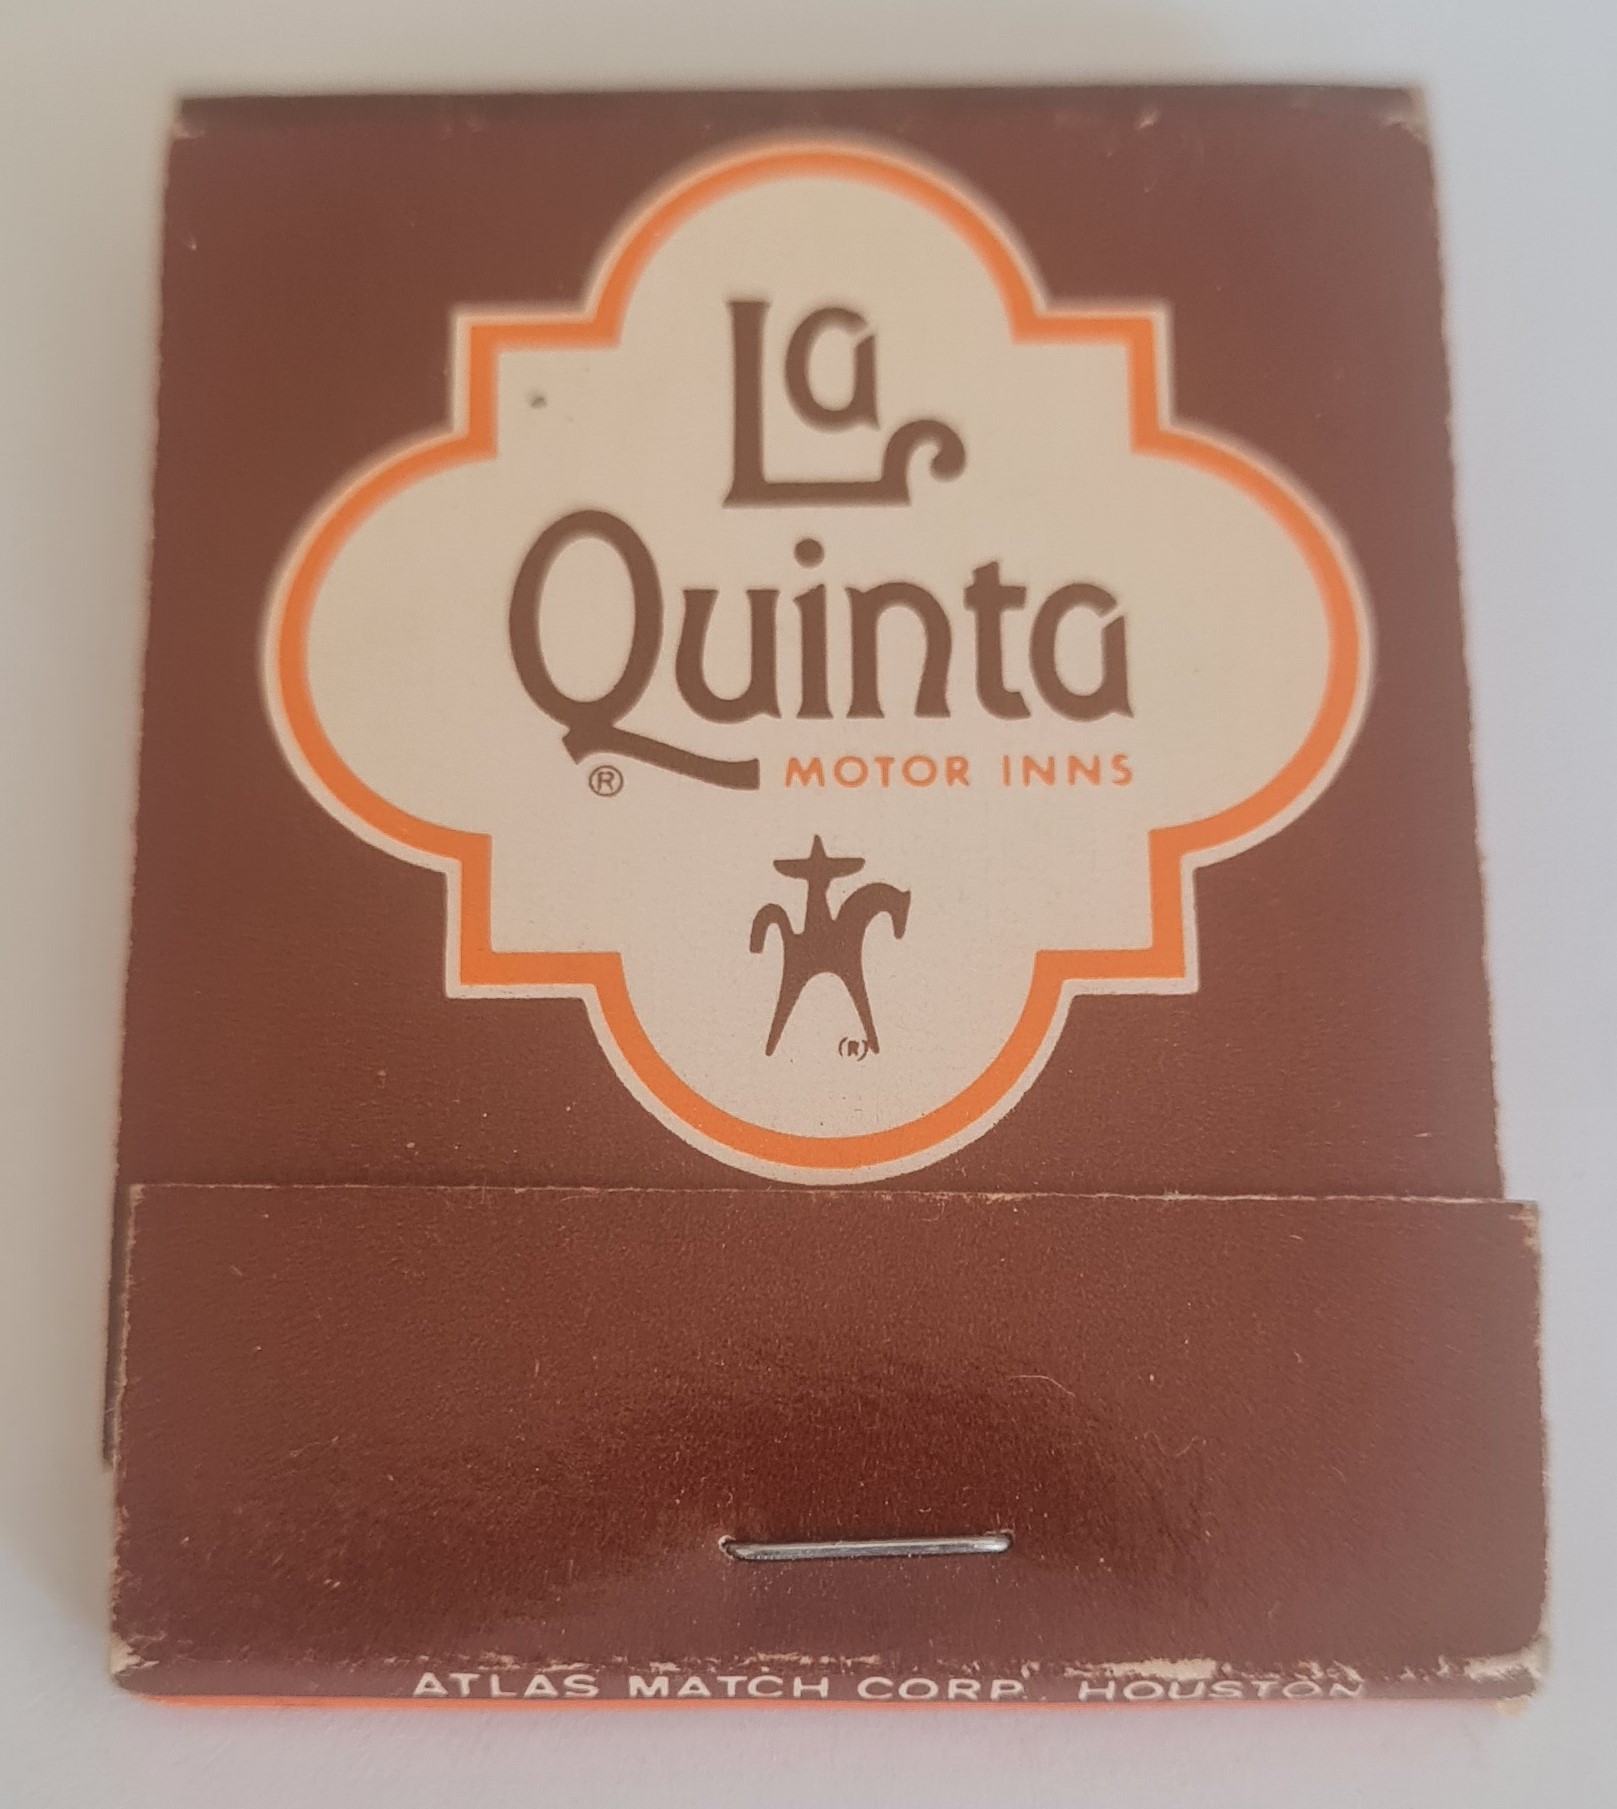 La
Quinta
® MOTOR INNS
(R)
ATLAS MATCH CORP. HOUSTON